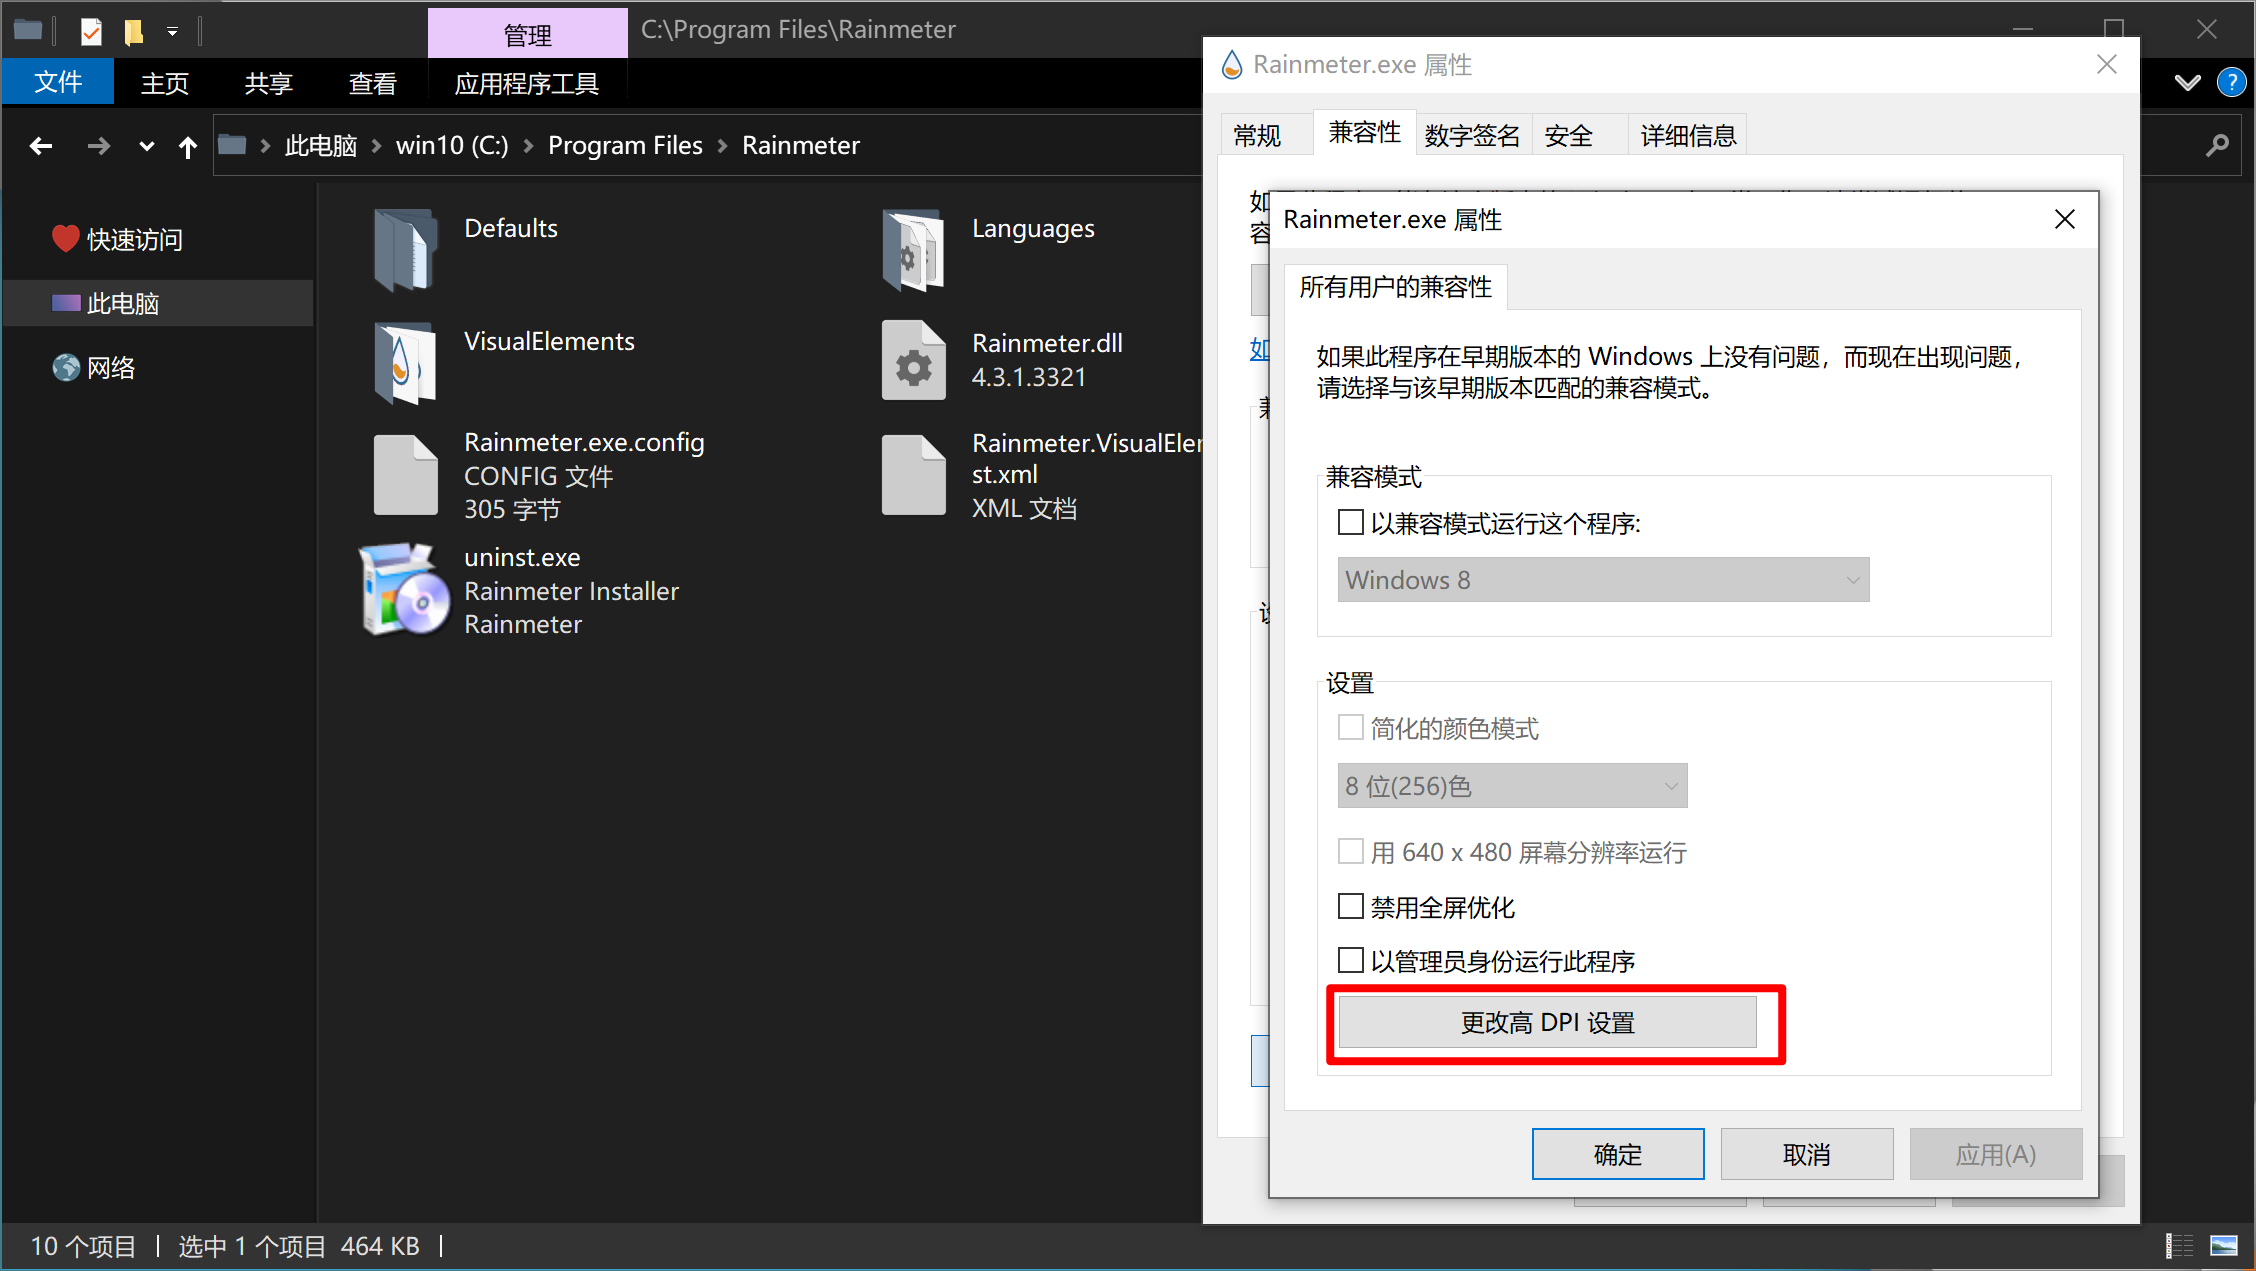 管理
C:\Program Files\Rainmeter
文件
主页
共享
查看
应用程序工具
?
此电脑
win10 (C:)
Program Files
Rainmeter
快速访问
此电脑
网络
Defaults
Languages
VisualElements
Rainmeter.dll
4.3.1.3321
Rainmeter.exe.config
CONFIG 文件
305 字节
Rainmeter.VisualEler
st.xml
XML 文档
uninst.exe
Rainmeter Installer
Rainmeter
10 个项目
选中 1 个项目 464 KB
Rainmeter.exe 属性
常规
兼容性
数字签名
安全
详细信息
如
容
如
Rainmeter.exe 属性
所有用户的兼容性
如果此程序在早期版本的 Windows 上没有问题，而现在出现问题，
请选择与该早期版本匹配的兼容模式。
兼容模式
以兼容模式运行这个程序:
Windows 8
设置
简化的颜色模式
8 位(256)色
用 640 x 480 屏幕分辨率运行
禁用全屏优化
以管理员身份运行此程序
更改高 DPI 设置
确定
取消
应用(A)